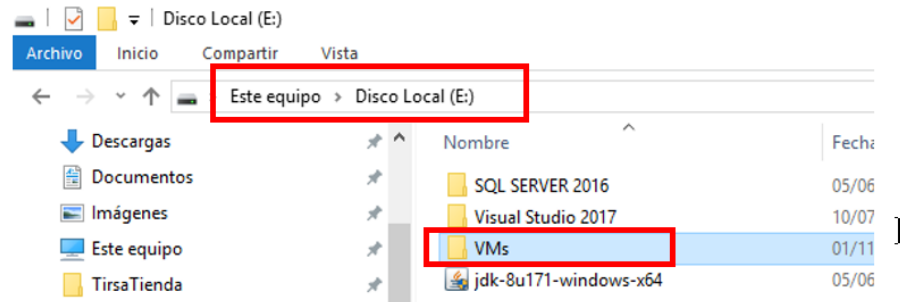 Disco Local (E:)
Archivo Inicio Compartir Vista
Este equipo > Disco Local (E:)
Descargas
Documentos
Imágenes
Este equipo
TirsaTienda
Nombre Fecha
SQL SERVER 2016 05/06
Visual Studio 2017 10/07
VMs 01/11
jdk-8u171-windows-x64 05/06